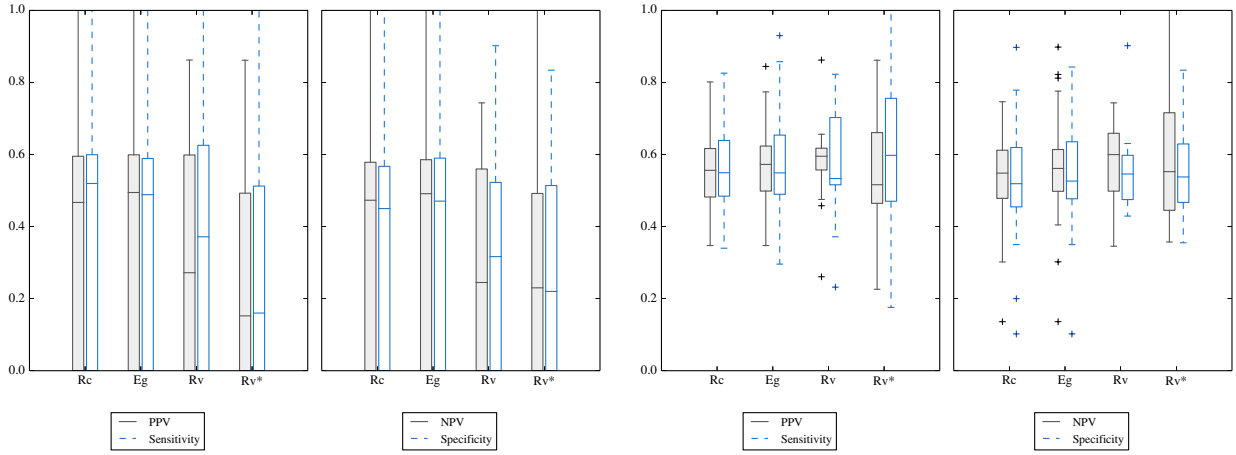 1.0
0.8
0.6
0.4
0.2
0.0
Rc Eg Rv Rv*
PPV
Sensitivity
Rc Eg Rv Rv*
NPV
Specificity
1.0
0.8
0.6
0.4
0.2
0.0
Rc Eg Rv Rv*
PPV
Sensitivity
Rc Eg Rv Rv*
NPV
Specificity